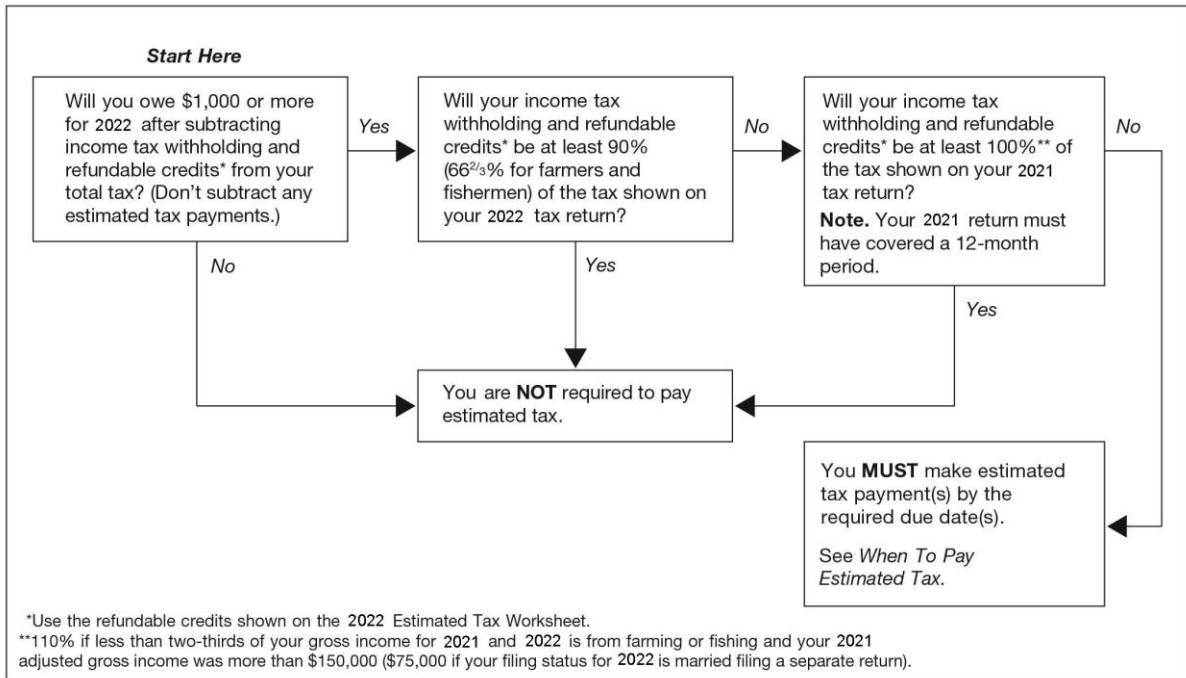 Start Here
Will you owe $1,000 or more
for 2022 after subtracting
income tax withholding and
refundable credits* from your
total tax? (Don’t subtract any
estimated tax payments.)
Yes
No
Will your income tax
withholding and refundable
credits* be at least 90%
(66 2/3% for farmers and
fishermen) of the tax shown on
your 2022 tax return?
No
Yes
Will your income tax
withholding and refundable
credits* be at least 100%** of
the tax shown on your 2021
tax return?
Note. Your 2021 return must
have covered a 12-month
period.
No
Yes
You are NOT required to pay
estimated tax.
You MUST make estimated
tax payment(s) by the
required due date(s).
See When To Pay
Estimated Tax.
*Use the refundable credits shown on the 2022 Estimated Tax Worksheet.
**110% if less than two-thirds of your gross income for 2021 and 2022 is from farming or fishing and your 2021
adjusted gross income was more than $150,000 ($75,000 if your filing status for 2022 is married filing a separate return).